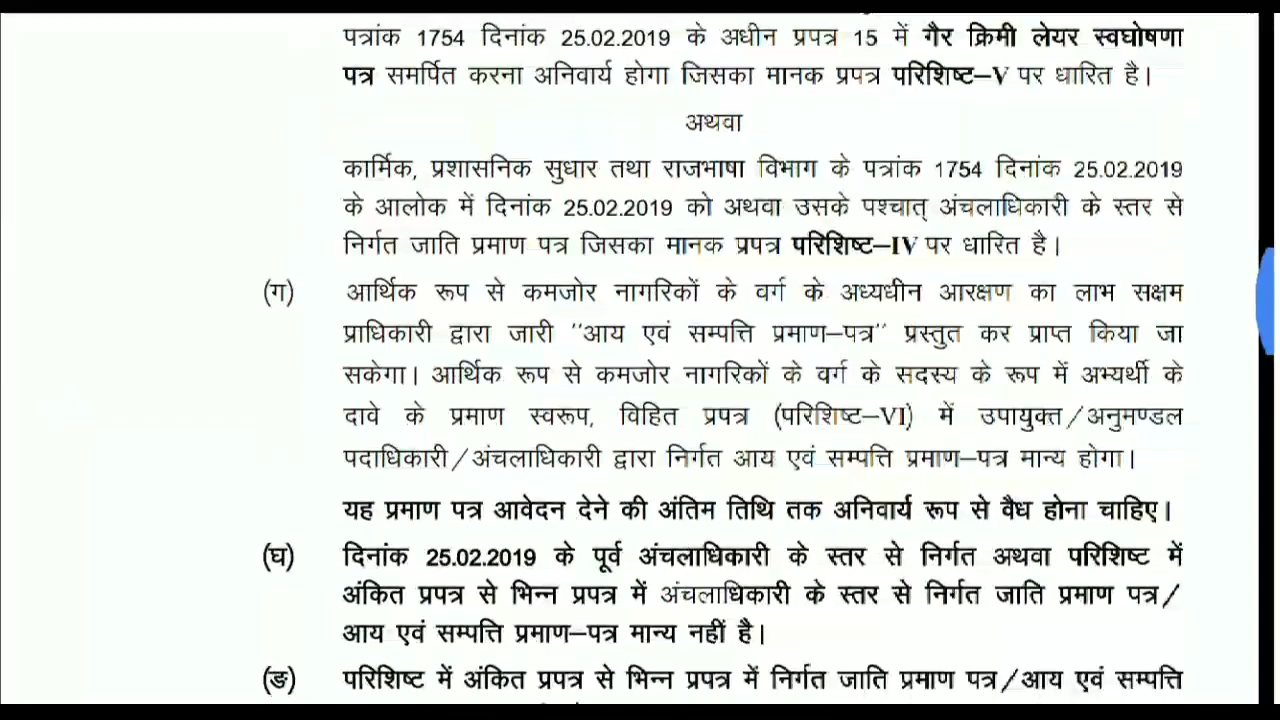 पत्रांक 1754 दिनांक 25.02.2019 के अधीन प्रपत्र 15 में गैर क्रिमी लेयर स्वघोषणा
पत्र समर्पित करना अनिवार्य होगा जिसका मानक प्रपत्र परिशिष्ट–V पर धारित है।
अथवा
कार्मिक, प्रशासनिक सुधार तथा राजभाषा विभाग के पत्रांक 1754 दिनांक 25.02.2019
के आलोक में दिनांक 25.02.2019 को अथवा उसके पश्चात् अंचलाधिकारी के स्तर से
निर्गत जाति प्रमाण पत्र जिसका मानक प्रपत्र परिशिष्ट–IV पर धारित है।
(ग) आर्थिक रूप से कमजोर नागरिकों के वर्ग के अध्यधीन आरक्षण का लाभ सक्षम
प्राधिकारी द्वारा जारी "आय एवं सम्पत्ति प्रमाण–पत्र" प्रस्तुत कर प्राप्त किया जा
सकेगा। आर्थिक रूप से कमजोर नागरिकों के वर्ग के सदस्य के रूप में अभ्यर्थी के
दावे के प्रमाण स्वरूप, विहित प्रपत्र (परिशिष्ट–VI) में उपायुक्त/अनुमण्डल
पदाधिकारी/अंचलाधिकारी द्वारा निर्गत आय एवं सम्पत्ति प्रमाण–पत्र मान्य होगा।
यह प्रमाण पत्र आवेदन देने की अंतिम तिथि तक अनिवार्य रूप से वैध होना चाहिए।
(घ) दिनांक 25.02.2019 के पूर्व अंचलाधिकारी के स्तर से निर्गत अथवा परिशिष्ट में
अंकित प्रपत्र से भिन्न प्रपत्र में अंचलाधिकारी के स्तर से निर्गत जाति प्रमाण पत्र/
आय एवं सम्पत्ति प्रमाण–पत्र मान्य नहीं है।
(ङ) परिशिष्ट में अंकित प्रपत्र से भिन्न प्रपत्र में निर्गत जाति प्रमाण पत्र/आय एवं सम्पत्ति